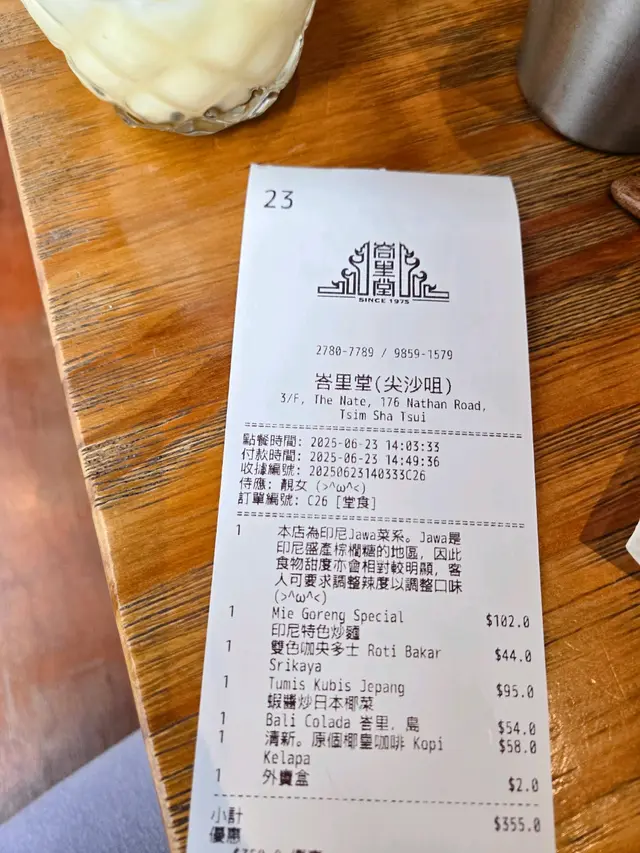 23
峇里堂
SINCE 1975
2780-7789 / 9859-1579
峇里堂(尖沙咀)
3/F, The Nate, 176 Nathan Road,
Tsim Sha Tsui
點餐時間: 2025-06-23 14:03:33
付款時間: 2025-06-23 14:49:36
收據編號: 20250623140333C26
侍應: 靚女 (>^ω^<)
訂單編號: C26 [堂食]
1 本店為印尼Jawa菜系。Jawa是
印尼盛產棕櫚糖的地區，因此
食物甜度亦會相對較明顯，客
人可要求調整辣度以調整口味
(>^ω^<)
1 Mie Goreng Special $102.0
印尼特色炒麵
1 雙色咖央多士 Roti Bakar $44.0
Srikaya
1 Tumis Kubis Jepang $95.0
蝦醬炒日本椰菜
1 Bali Colada 峇里．島 $54.0
1 清新。原個椰皇咖啡 Kopi $58.0
Kelapa
1 外賣盒 $2.0
小計 $355.0
優惠